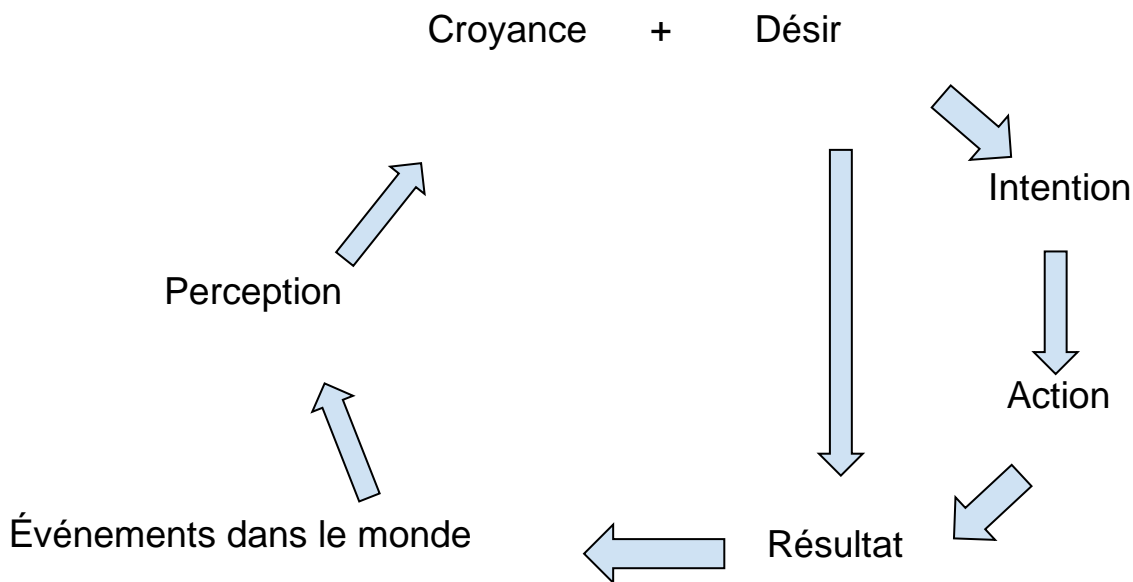 Croyance + Désir
Intention
Perception
Action
Événements dans le monde
Résultat